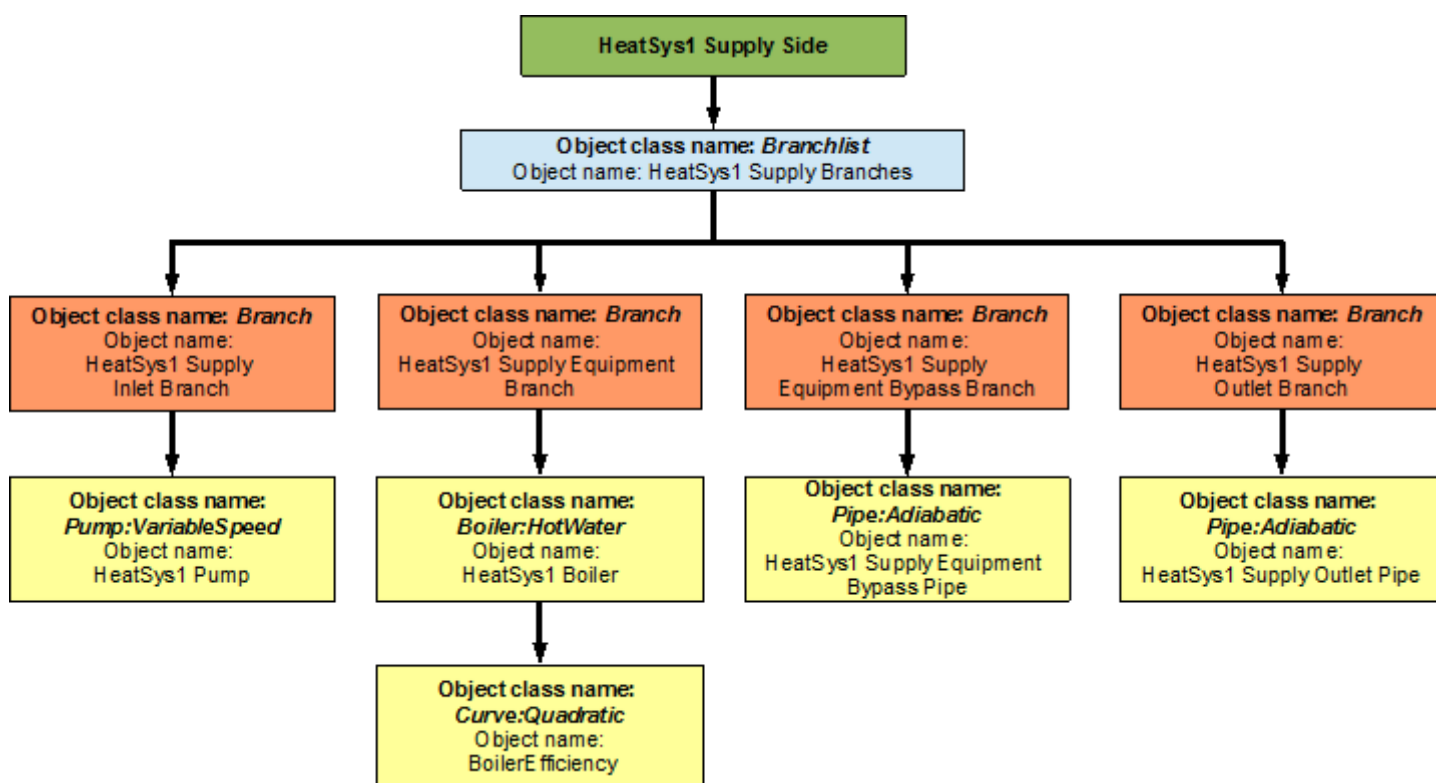 HeatSys1 Supply Side
Object class name: Branchlist
Object name: HeatSys1 Supply Branches
Object class name: Branch
Object name:
HeatSys1 Supply
Inlet Branch
Object class name: Branch
Object name:
HeatSys1 Supply Equipment
Branch
Object class name: Branch
Object name:
HeatSys1 Supply
Equipment Bypass Branch
Object class name: Branch
Object name:
HeatSys1 Supply
Outlet Branch
Object class name:
Pump:VariableSpeed
Object name:
HeatSys1 Pump
Object class name:
Boiler:HotWater
Object name:
HeatSys1 Boiler
Object class name:
Pipe:Adiabatic
Object name:
HeatSys1 Supply Equipment
Bypass Pipe
Object class name:
Pipe:Adiabatic
Object name:
HeatSys1 Supply Outlet Pipe
Object class name:
Curve:Quadratic
Object name:
BoilerEfficiency